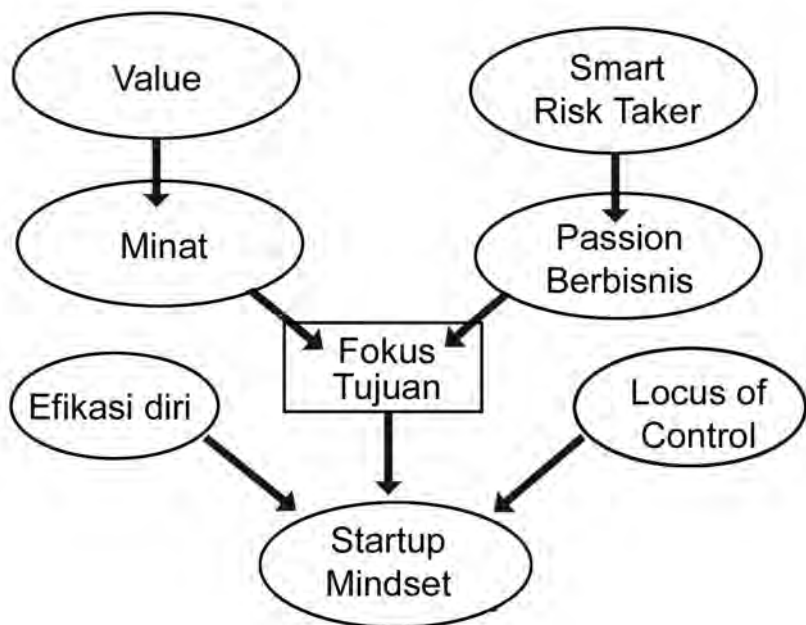 Value
Smart
Risk Taker
Minat
Passion
Berbisnis
Fokus
Tujuan
Efikasi diri
Locus of
Control
Startup
Mindset